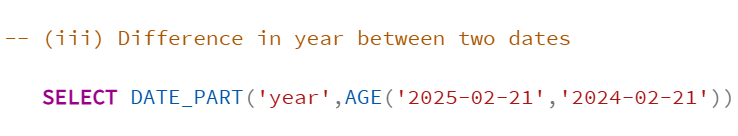 -- (iii) Difference in year between two dates
SELECT DATE_PART('year',AGE('2025-02-21','2024-02-21'))